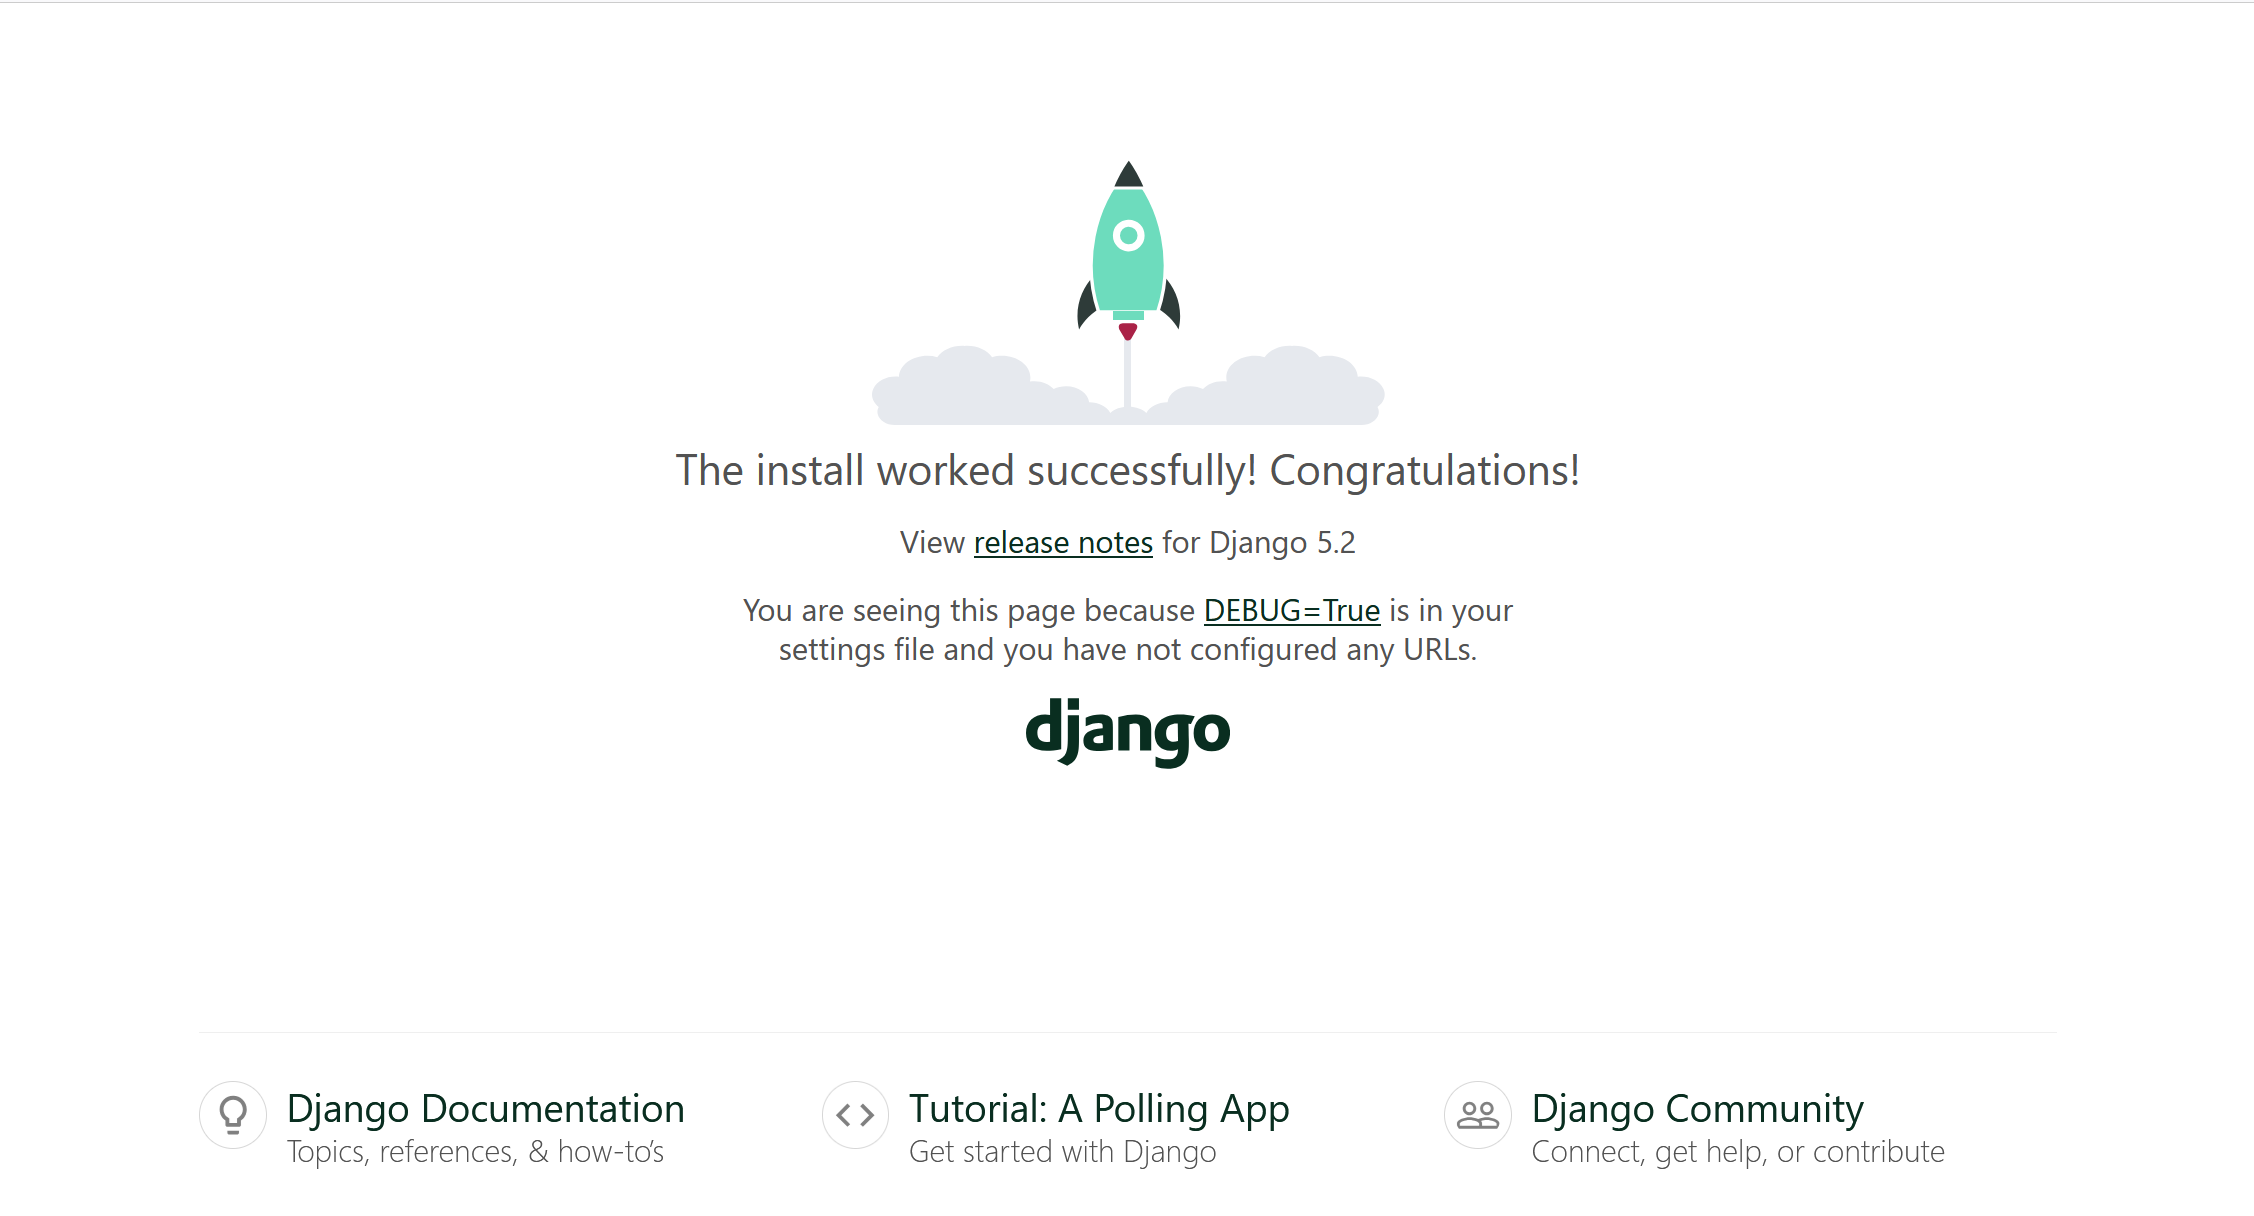 The install worked successfully! Congratulations!
View release notes for Django 5.2
You are seeing this page because DEBUG=True is in your
settings file and you have not configured any URLs.
django
Django Documentation
Topics, references, & how-to’s
Tutorial: A Polling App
Get started with Django
Django Community
Connect, get help, or contribute